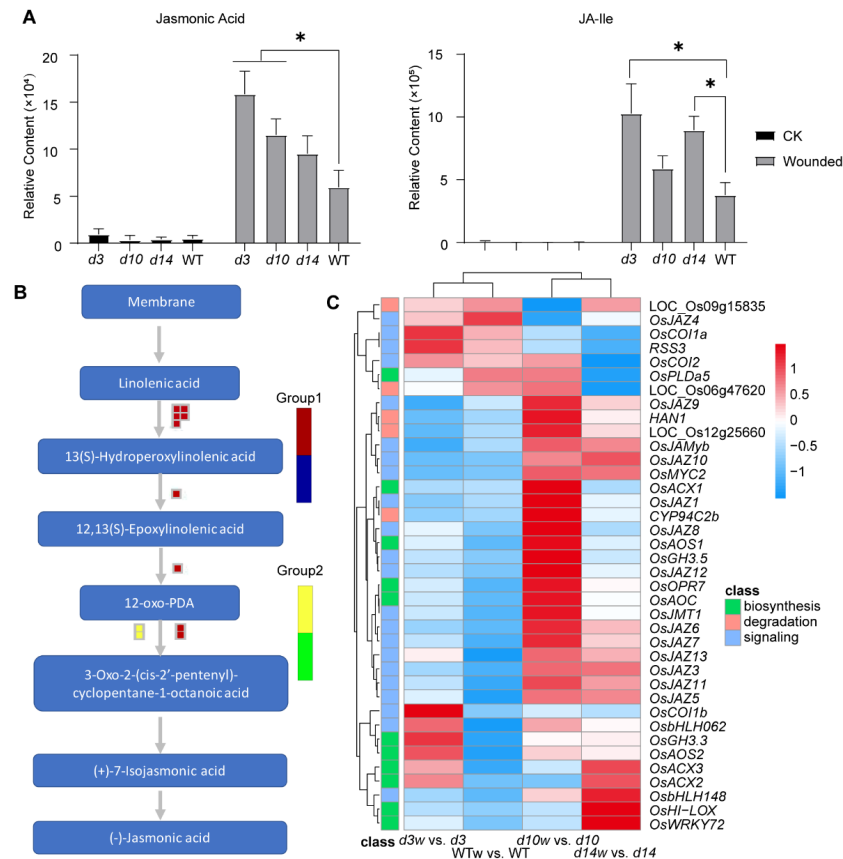 A
Jasmonic Acid
JA-Ile
Relative Content (×10⁴)
20
15
10
5
0
*
d3
d10
d14
WT
d3
d10
d14
WT
Relative Content (×10⁵)
15
10
5
0
*
*
d3
d10
d14
WT
CK
Wounded
B
Membrane
Linolenic acid
13(S)-Hydroperoxylinolenic acid
12,13(S)-Epoxylinolenic acid
12-oxo-PDA
3-Oxo-2-(cis-2’-pentenyl)-
cyclopentane-1-octanoic acid
(+)-7-Isojasmonic acid
(-)-Jasmonic acid
Group1
Group2
C
LOC_Os09g15835
OsJAZ4
OsCOI1a
RSS3
OsCOI2
OsPLDa5
LOC_Os06g47620
OsJAZ9
HAN1
LOC_Os12g25660
OsJAMyb
OsJAZ10
OsMYC2
OsACX1
OsJAZ1
CYP94C2b
OsJAZ8
OsAOS1
OsGH3.5
OsJAZ12
OsOPR7
OsAOC
OsJMT1
OsJAZ6
OsJAZ7
OsJAZ13
OsJAZ3
OsJAZ11
OsJAZ5
OsCOI1b
OsbHLH062
OsGH3.3
OsAOS2
OsACX3
OsACX2
OsbHLH148
OsHI−LOX
OsWRKY72
class
d3w vs. d3
WTw vs. WT
d10w vs. d10
d14w vs. d14
1
0.5
0
−0.5
−1
class
biosynthesis
degradation
signaling